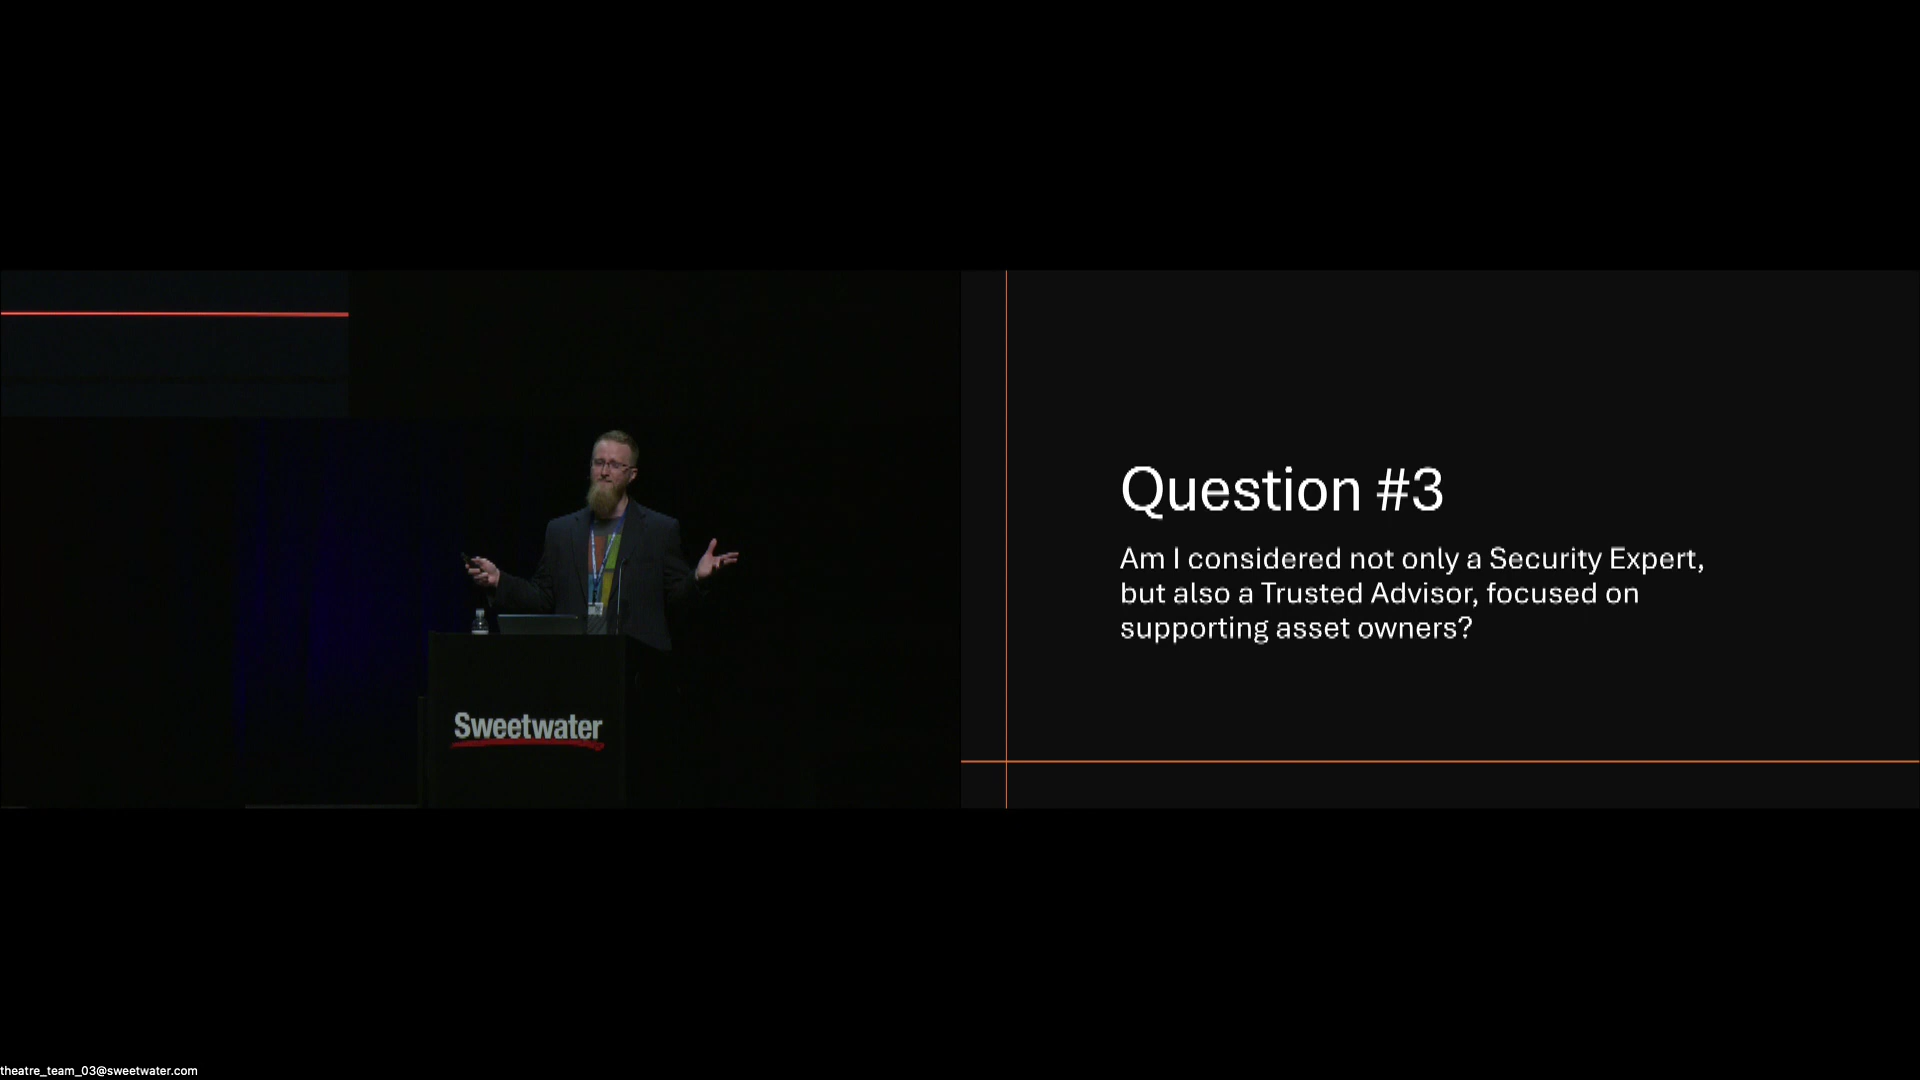 Sweetwater
Question #3
Am I considered not only a Security Expert,
but also a Trusted Advisor, focused on
supporting asset owners?
theatre_team_03@sweetwater.com